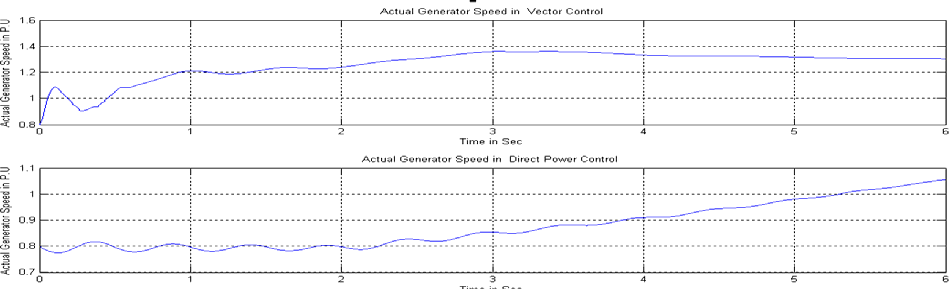 Actual Generator Speed in Vector Control
Actual Generator Speed in P.U
1.6
1.4
1.2
1
0.8
0 1 2 3 4 5 6
Time in Sec
Actual Generator Speed in Direct Power Control
Actual Generator Speed in P.U
1.1
1
0.9
0.8
0.7
0 1 2 3 4 5 6
Time in Sec